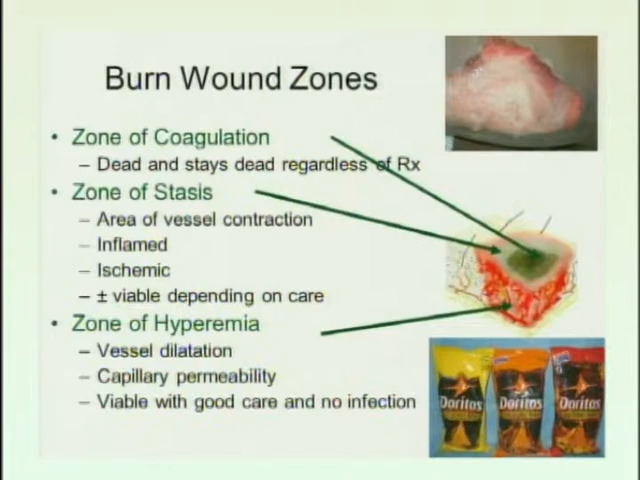 Burn Wound Zones
• Zone of Coagulation
– Dead and stays dead regardless of Rx
• Zone of Stasis
– Area of vessel contraction
– Inflamed
– Ischemic
– ± viable depending on care
• Zone of Hyperemia
– Vessel dilatation
– Capillary permeability
– Viable with good care and no infection
Doritos
Doritos
Doritos